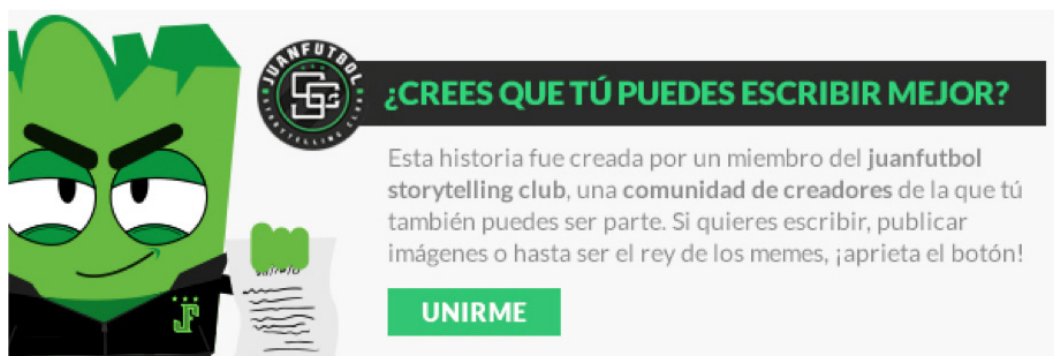 JUANFUTBOL
STORYTELLING CLUB
¿CREES QUE TÚ PUEDES ESCRIBIR MEJOR?
Esta historia fue creada por un miembro del juanfutbol
storytelling club, una comunidad de creadores de la que tú
también puedes ser parte. Si quieres escribir, publicar
imágenes o hasta ser el rey de los memes, ¡aprieta el botón!
UNIRME
JF